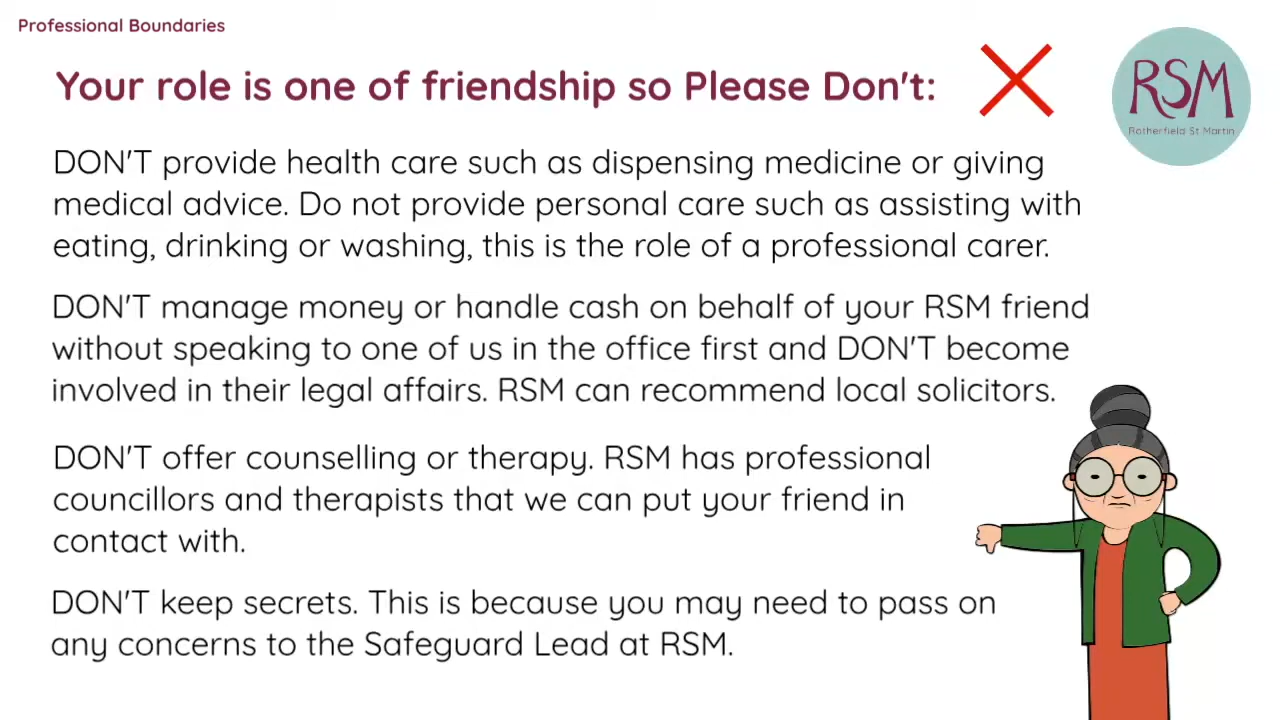 Professional Boundaries
Your role is one of friendship so Please Don't:
RSM
Rotherfield St Martin
DON'T provide health care such as dispensing medicine or giving
medical advice. Do not provide personal care such as assisting with
eating, drinking or washing, this is the role of a professional carer.
DON'T manage money or handle cash on behalf of your RSM friend
without speaking to one of us in the office first and DON'T become
involved in their legal affairs. RSM can recommend local solicitors.
DON'T offer counselling or therapy. RSM has professional
councillors and therapists that we can put your friend in
contact with.
DON'T keep secrets. This is because you may need to pass on
any concerns to the Safeguard Lead at RSM.